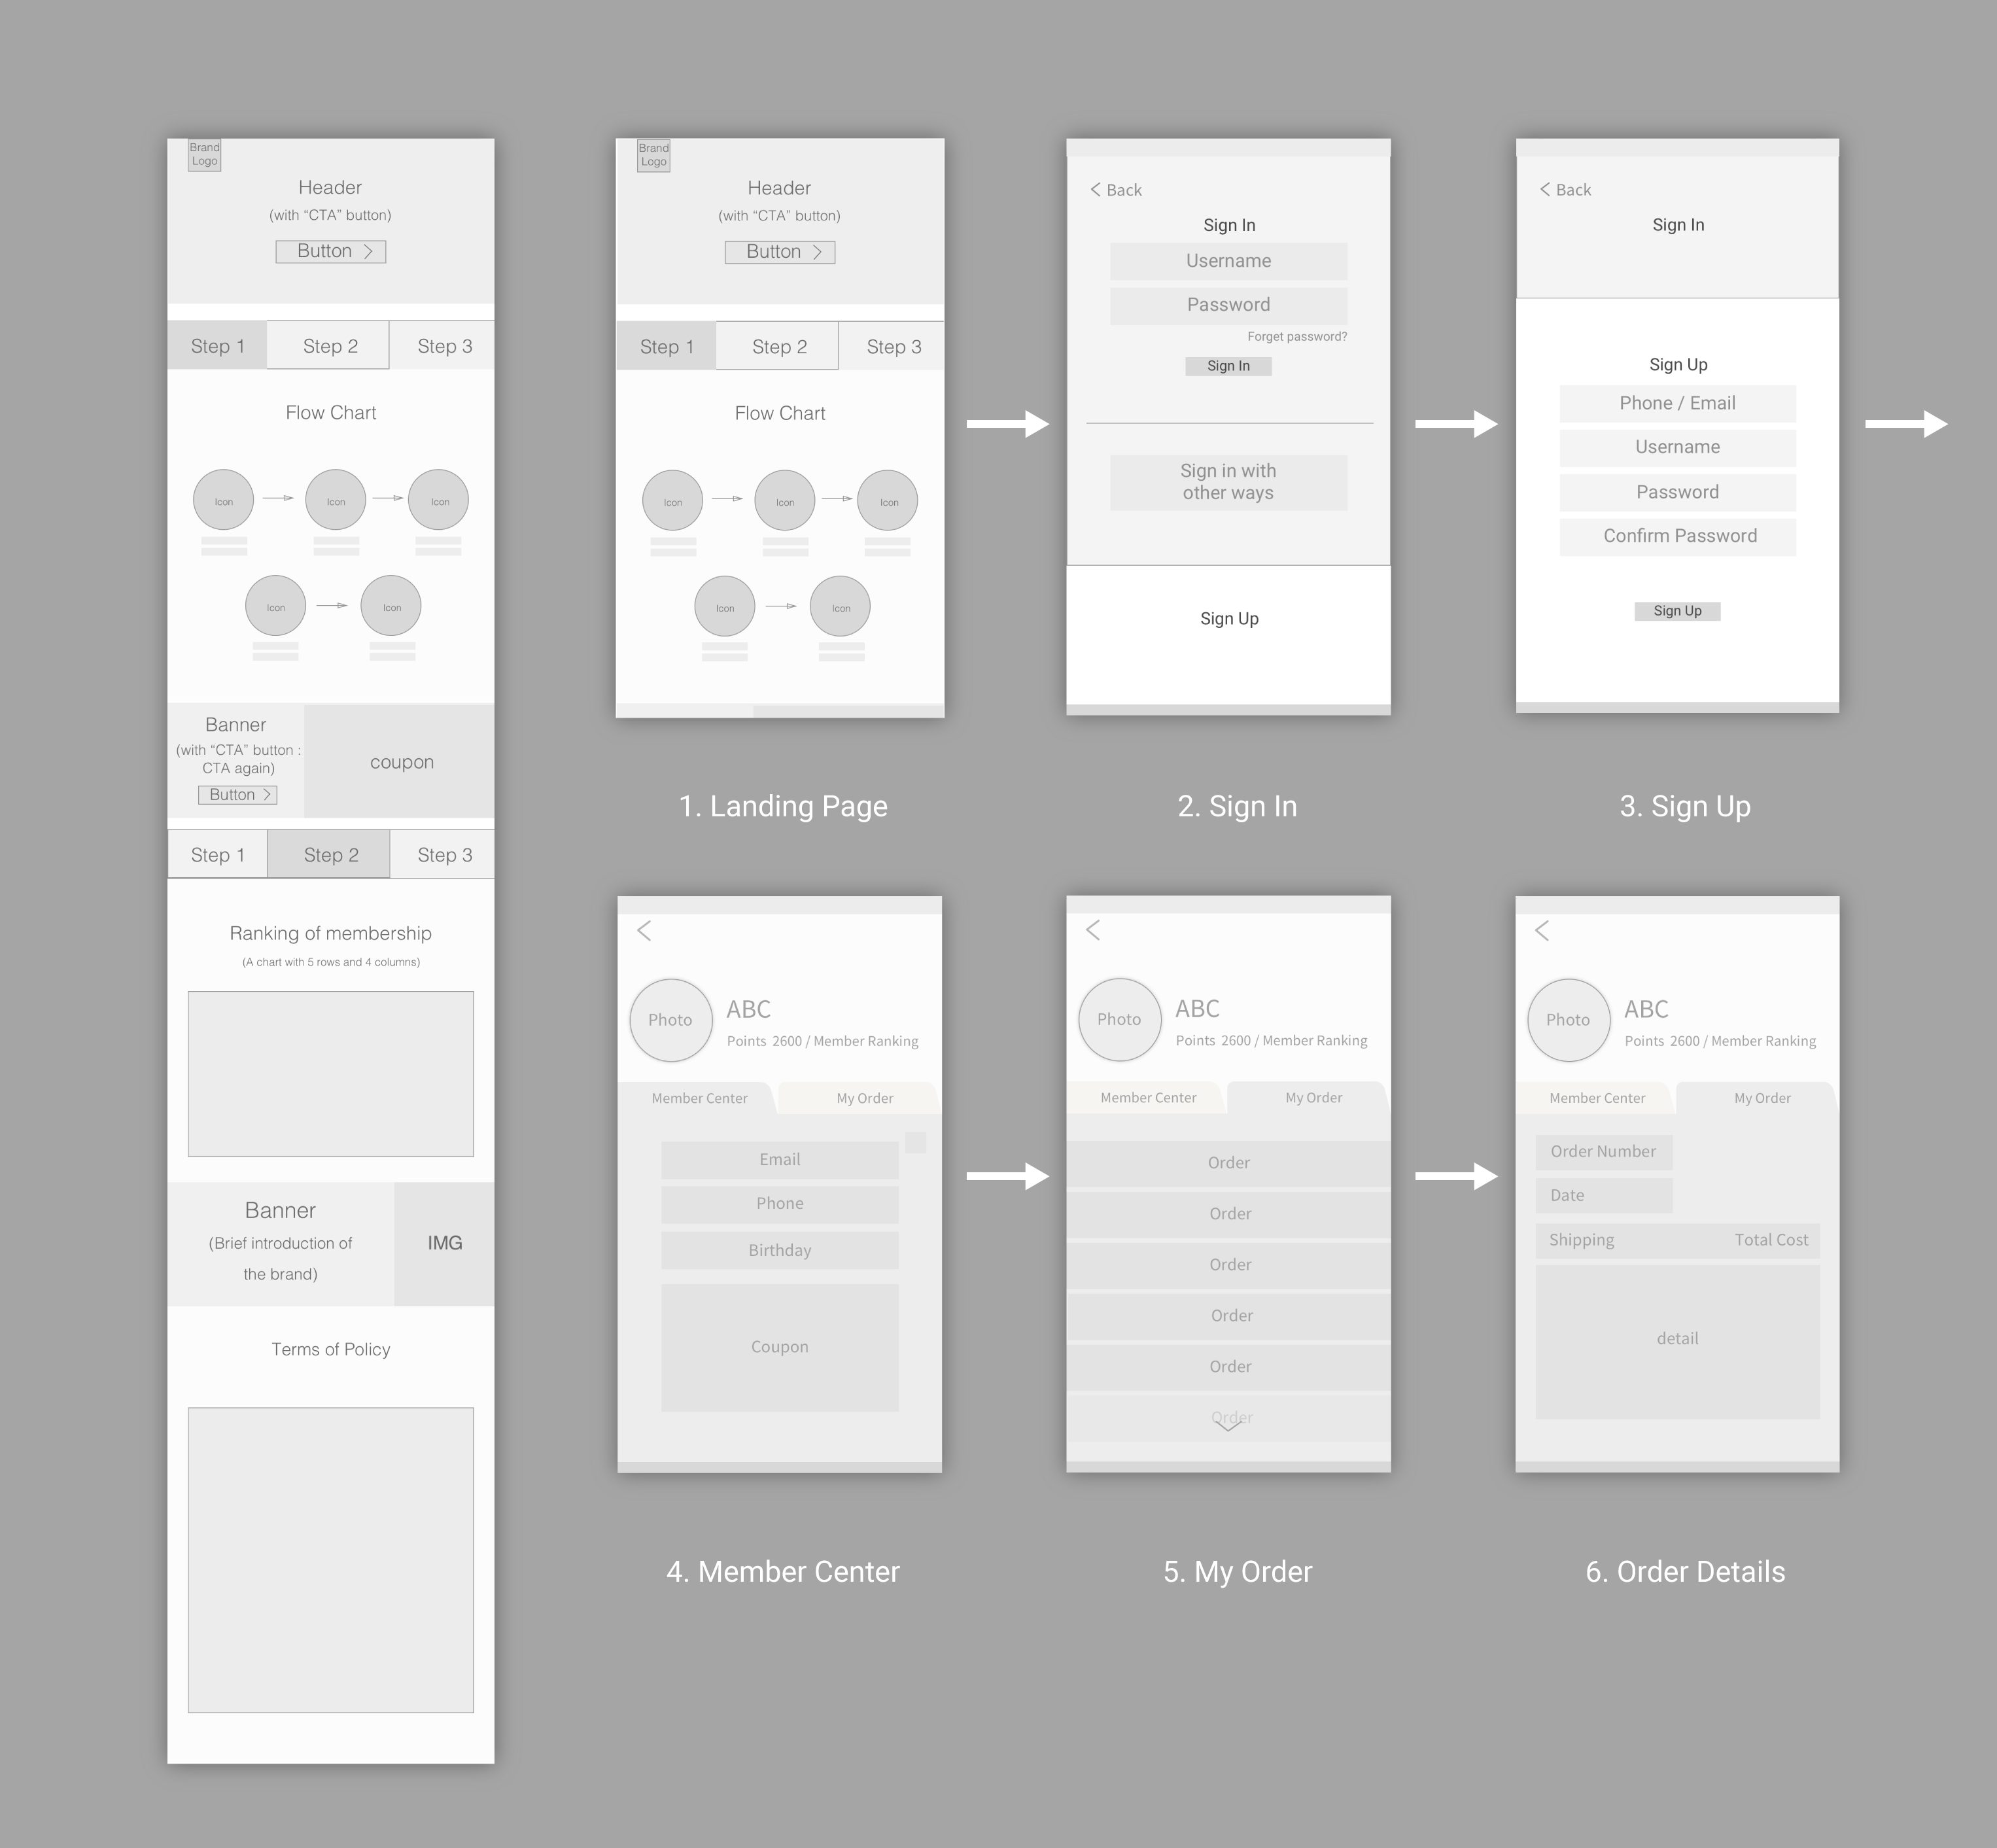 Brand
Logo
Header
(with “CTA” button)
Button
Step 1
Step 2
Step 3
Flow Chart
Icon
Icon
Icon
Icon
Icon
Banner
(with “CTA” button :
CTA again)
Button
coupon
Step 1
Step 2
Step 3
Ranking of membership
(A chart with 5 rows and 4 columns)
Banner
(Brief introduction of
the brand)
IMG
Terms of Policy
Brand
Logo
Header
(with “CTA” button)
Button
Step 1
Step 2
Step 3
Flow Chart
Icon
Icon
Icon
Icon
Icon
1. Landing Page
Back
Sign In
Username
Password
Forget password?
Sign In
Sign in with
other ways
Sign Up
2. Sign In
Back
Sign In
Sign Up
Phone / Email
Username
Password
Confirm Password
Sign Up
3. Sign Up
Photo
ABC
Points 2600 / Member Ranking
Member Center
My Order
Email
Phone
Birthday
Coupon
4. Member Center
Photo
ABC
Points 2600 / Member Ranking
Member Center
My Order
Order
Order
Order
Order
Order
Order
5. My Order
Photo
ABC
Points 2600 / Member Ranking
Member Center
My Order
Order Number
Date
Shipping
Total Cost
detail
6. Order Details